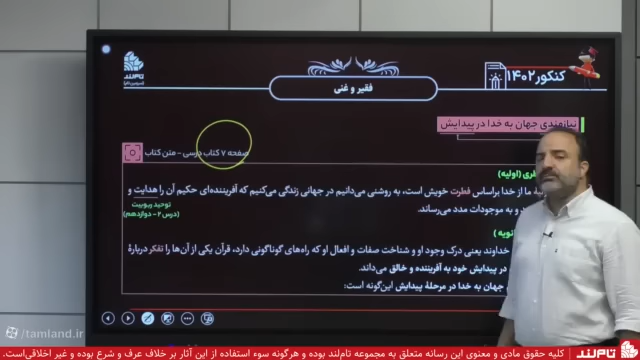 کنکور ۱۴۰۲
تاملند
فقیر و غنی
نیازمندی جهان به خدا در پیدایش
صفحه ۷ کتاب درسی - متن کتاب
فطری (اولیه)
ما از خدا براساس فطرت خویش است، به روشنی می‌دانیم در جهانی زندگی می‌کنیم که آفریننده‌ای حکیم آن را هدایت و
و به موجودات مدد می‌رساند.
توحید ربوبیت
(درس ۲ - دوازدهم)
خداوند یعنی درک وجود او و شناخت صفات و افعال او که راه‌های گوناگونی دارد، قرآن یکی از آن‌ها را تفکر دربارهٔ
در پیدایش خود به آفریننده و خالق می‌داند.
جهان به خدا در مرحلهٔ پیدایش این‌گونه است:
/tamland.ir
تاملند | کلیه حقوق مادی و معنوی این رسانه متعلق به مجموعه تاملند بوده و هرگونه سوء استفاده از این آثار بر خلاف عرف و شرع بوده و غیر اخلاقی‌است.